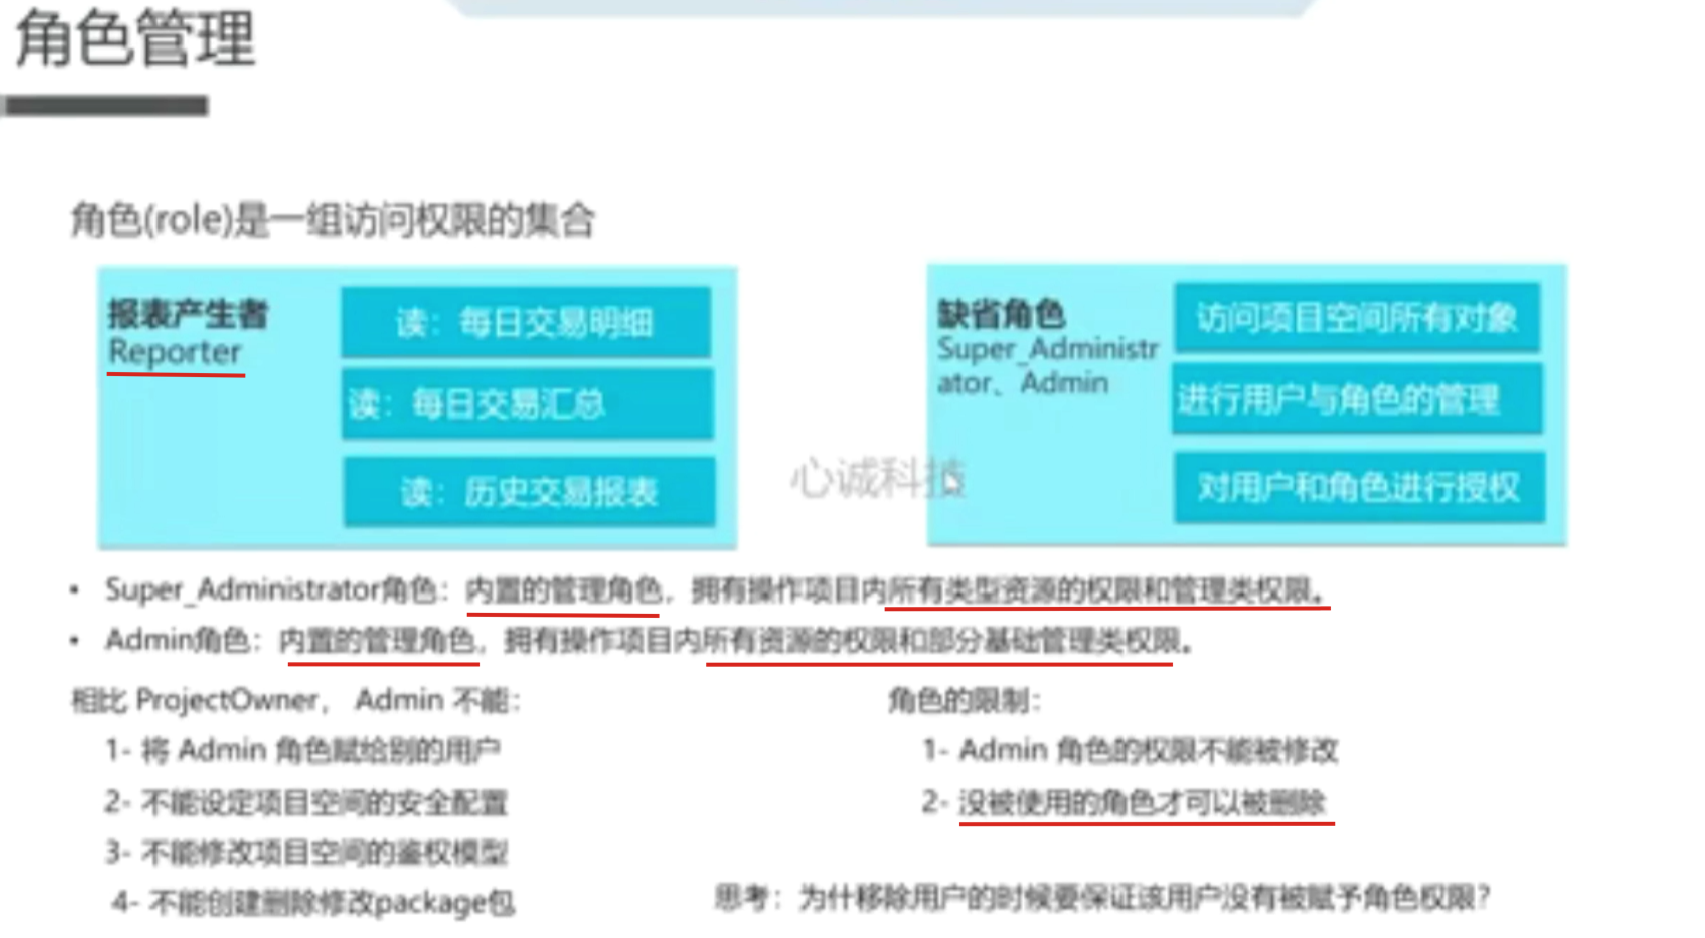 角色管理
角色(role)是一组访问权限的集合
报表产生者
Reporter
读：每日交易明细
读：每日交易汇总
读：历史交易报表
缺省角色
Super_Administr
ator、Admin
访问项目空间所有对象
进行用户与角色的管理
对用户和角色进行授权
心诚科技
• Super_Administrator角色：内置的管理角色，拥有操作项目内所有类型资源的权限和管理类权限。
• Admin角色：内置的管理角色，拥有操作项目内所有资源的权限和部分基础管理类权限。
相比 ProjectOwner， Admin 不能：
1- 将 Admin 角色赋给别的用户
2- 不能设定项目空间的安全配置
3- 不能修改项目空间的鉴权模型
4- 不能创建删除修改package包
角色的限制：
1- Admin 角色的权限不能被修改
2- 没被使用的角色才可以被删除
思考：为什移除用户的时候要保证该用户没有被赋予角色权限？